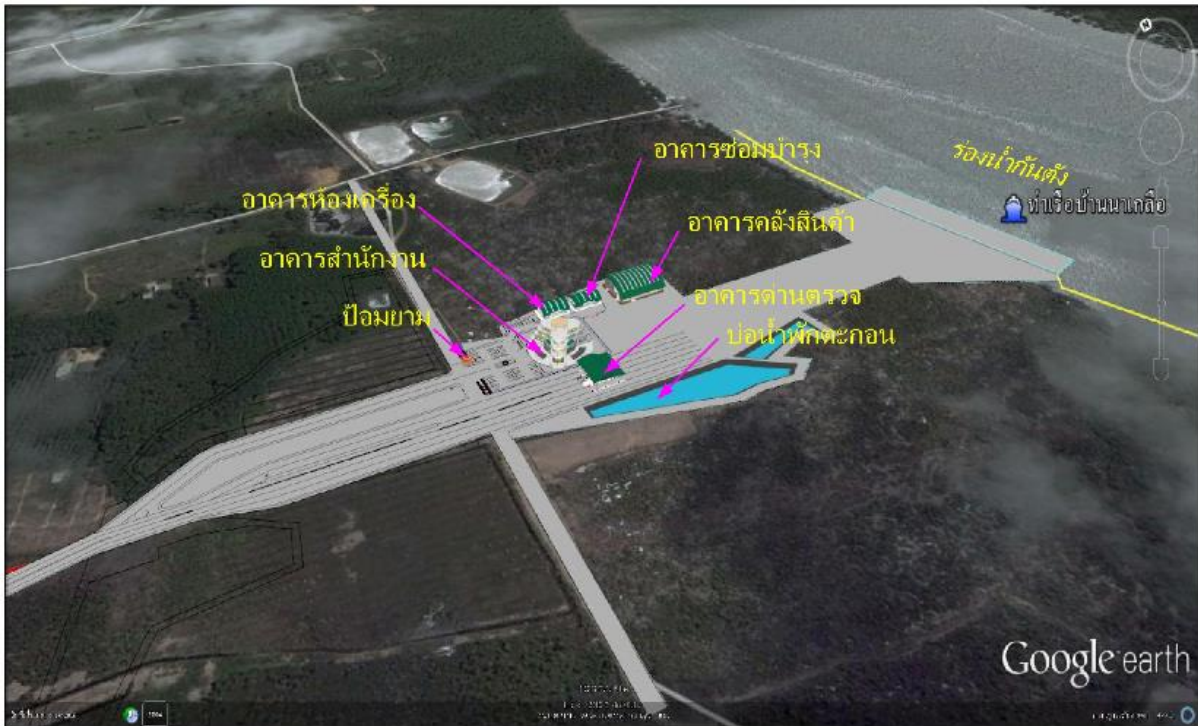 อาคารซ่อมบำรุง
ร่องน้ำกันตัง
อาคารห้องเครื่อง
ท่าเรือบ้านนาเกลือ
อาคารคลังสินค้า
อาคารสำนักงาน
อาคารด่านตรวจ
ป้อมยาม
บ่อน้ำพักตะกอน
Google earth